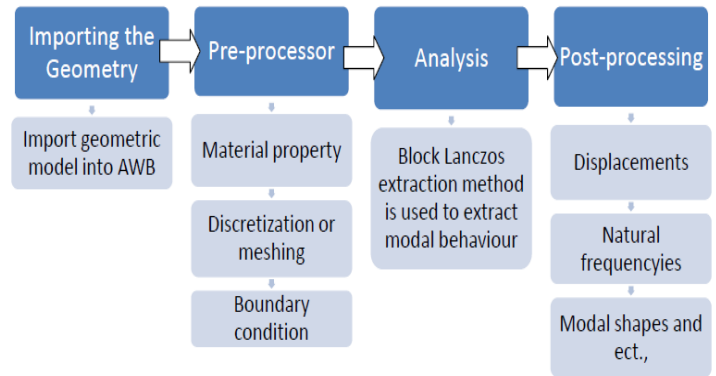 Importing the
Geometry
Pre-processor
Analysis
Post-processing
Import geometric
model into AWB
Material property
Discretization or
meshing
Boundary
condition
Block Lanczos
extraction method
is used to extract
modal behaviour
Displacements
Natural
frequencyies
Modal shapes and
ect.,